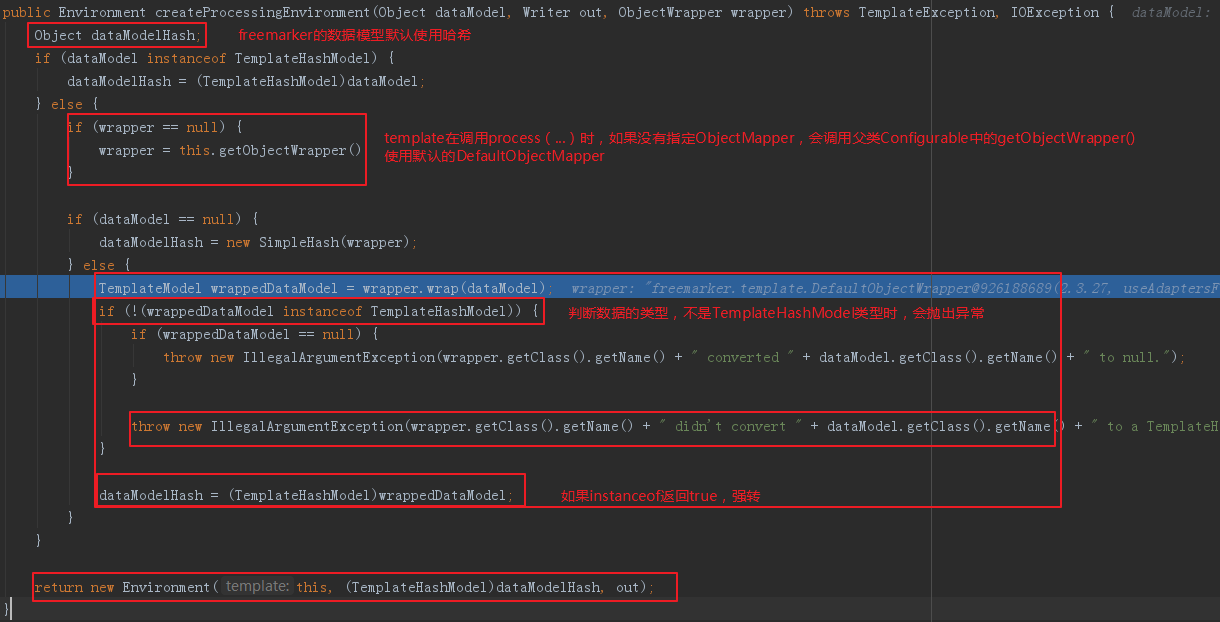 public Environment createProcessingEnvironment(Object dataModel, Writer out, ObjectWrapper wrapper) throws TemplateException, IOException { dataModel:
Object dataModelHash; freemarker的数据模型默认使用哈希
if (dataModel instanceof TemplateHashModel) {
dataModelHash = (TemplateHashModel)dataModel;
} else {
if (wrapper == null) {
wrapper = this.getObjectWrapper()
}
template在调用process（...）时，如果没有指定ObjectMapper，会调用父类Configurable中的getObjectWrapper()
使用默认的DefaultObjectMapper
if (dataModel == null) {
dataModelHash = new SimpleHash(wrapper);
} else {
TemplateModel wrappedDataModel = wrapper.wrap(dataModel); wrapper: "freemarker.template.DefaultObjectWrapper@926188689(2.3.27, useAdaptersF
if (!(wrappedDataModel instanceof TemplateHashModel)) { 判断数据的类型，不是TemplateHashModel类型时，会抛出异常
if (wrappedDataModel == null) {
throw new IllegalArgumentException(wrapper.getClass().getName() + " converted " + dataModel.getClass().getName() + " to null.");
}
throw new IllegalArgumentException(wrapper.getClass().getName() + " didn't convert " + dataModel.getClass().getName() + " to a TemplateH
}
dataModelHash = (TemplateHashModel)wrappedDataModel; 如果instanceof返回true，强转
}
}
return new Environment( template: this, (TemplateHashModel)dataModelHash, out);
}